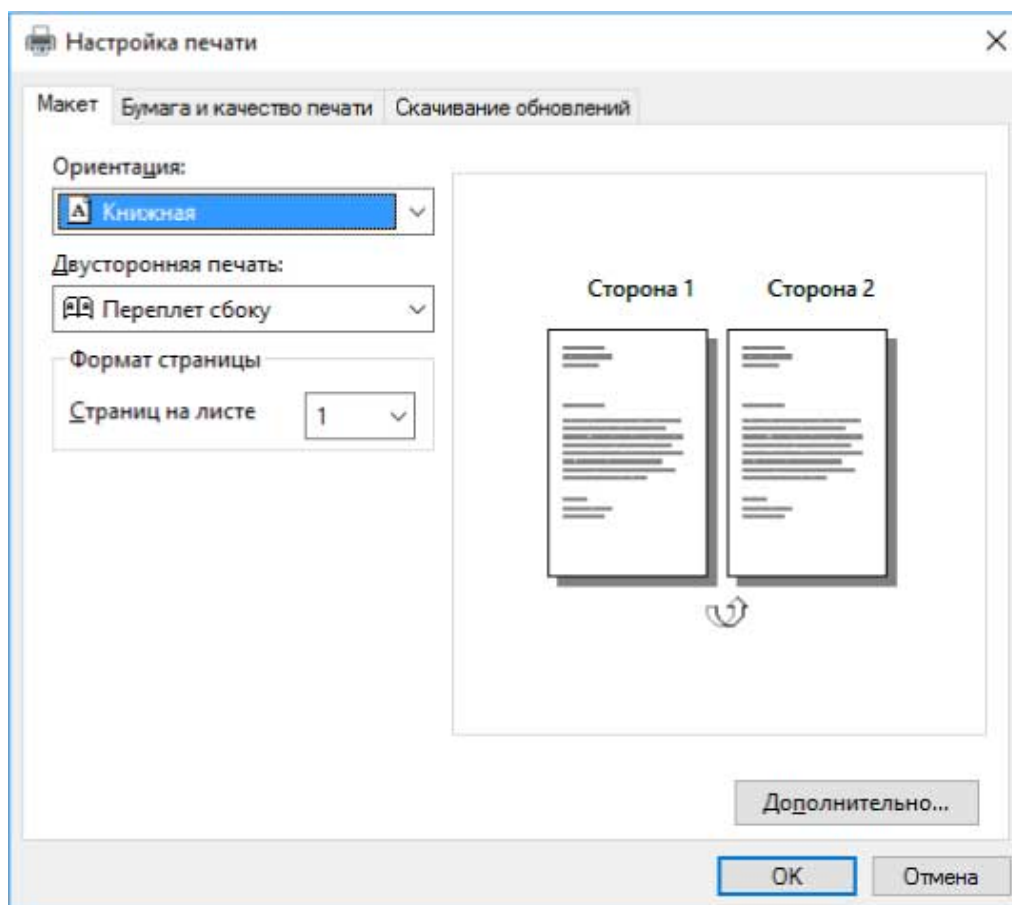 Настройка печати
Макет Бумага и качество печати Скачивание обновлений
Ориентация:
A Книжная
Двусторонняя печать:
Переплет сбоку
Формат страницы
Страниц на листе 1
Сторона 1 Сторона 2
Дополнительно...
ОК Отмена